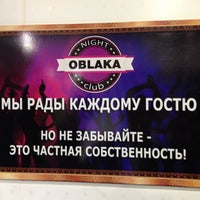 NIGHT
OBLAKA
club
МЫ РАДЫ КАЖДОМУ ГОСТЮ
НО НЕ ЗАБЫВАЙТЕ -
ЭТО ЧАСТНАЯ СОБСТВЕННОСТЬ!